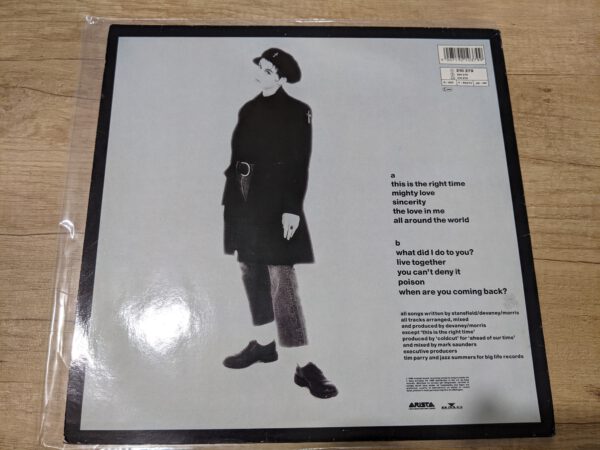 a
this is the right time
mighty love
sincerity
the love in me
all around the world
b
what did I do to you?
live together
you can't deny it
poison
when are you coming back?
all songs written by stansfield/devaney/morris
all tracks arranged, mixed
and produced by devaney/morris
except 'this is the right time'
produced by 'coldcut' for 'ahead of our time'
and mixed by mark saunders
executive producers
tim parry and jazz summers for big life records
ARISTA